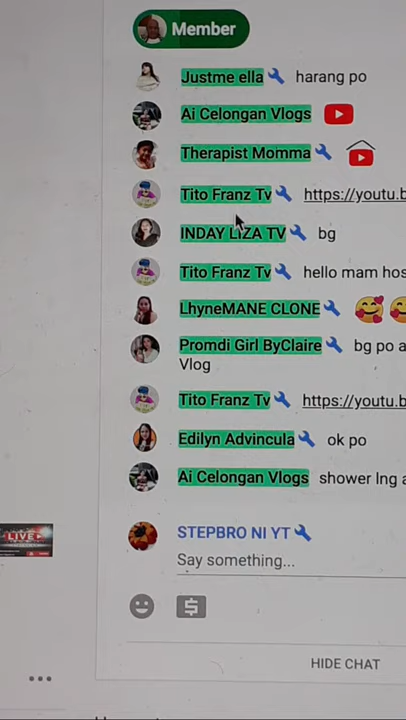 Member
Justme ella harang po
Ai Celongan Vlogs
Therapist Momma
Tito Franz Tv https://youtu.b
INDAY LIZA TV bg
Tito Franz Tv hello mam hos
LhyneMANE CLONE
Promdi Girl ByClaire bg po a
Vlog
Tito Franz Tv https://youtu.b
Edilyn Advincula ok po
Ai Celongan Vlogs shower lng a
LIVE
STEPBRO NI YT
Say something...
HIDE CHAT